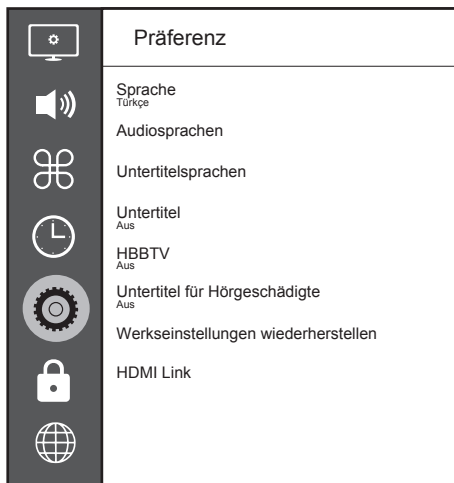 Präferenz
Sprache
Türkçe
Audiosprachen
Untertitelsprachen
Untertitel
Aus
HBBTV
Aus
Untertitel für Hörgeschädigte
Aus
Werkseinstellungen wiederherstellen
HDMI Link